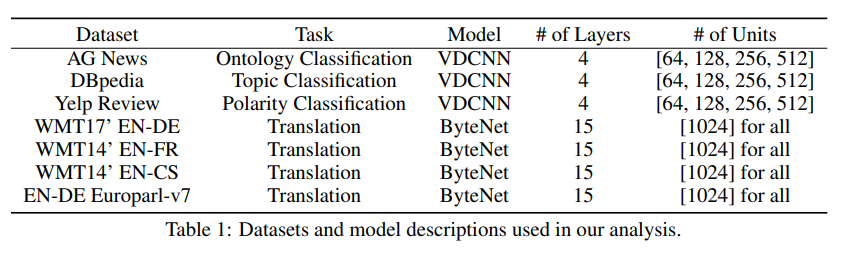 Dataset Task Model # of Layers # of Units
AG News Ontology Classification VDCNN 4 [64, 128, 256, 512]
DBpedia Topic Classification VDCNN 4 [64, 128, 256, 512]
Yelp Review Polarity Classification VDCNN 4 [64, 128, 256, 512]
WMT17’ EN-DE Translation ByteNet 15 [1024] for all
WMT14’ EN-FR Translation ByteNet 15 [1024] for all
WMT14’ EN-CS Translation ByteNet 15 [1024] for all
EN-DE Europarl-v7 Translation ByteNet 15 [1024] for all
Table 1: Datasets and model descriptions used in our analysis.